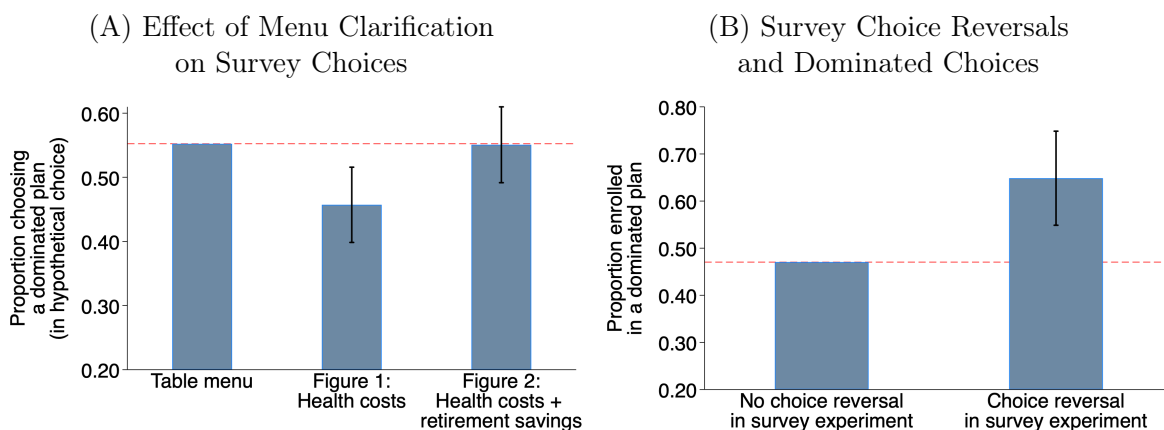 (A) Effect of Menu Clarification
on Survey Choices
Proportion choosing
a dominated plan
(in hypothetical choice)
0.60
0.50
0.40
0.30
0.20
Table menu
Figure 1:
Health costs
Figure 2:
Health costs +
retirement savings
(B) Survey Choice Reversals
and Dominated Choices
Proportion enrolled
in a dominated plan
0.80
0.70
0.60
0.50
0.40
0.30
0.20
No choice reversal
in survey experiment
Choice reversal
in survey experiment